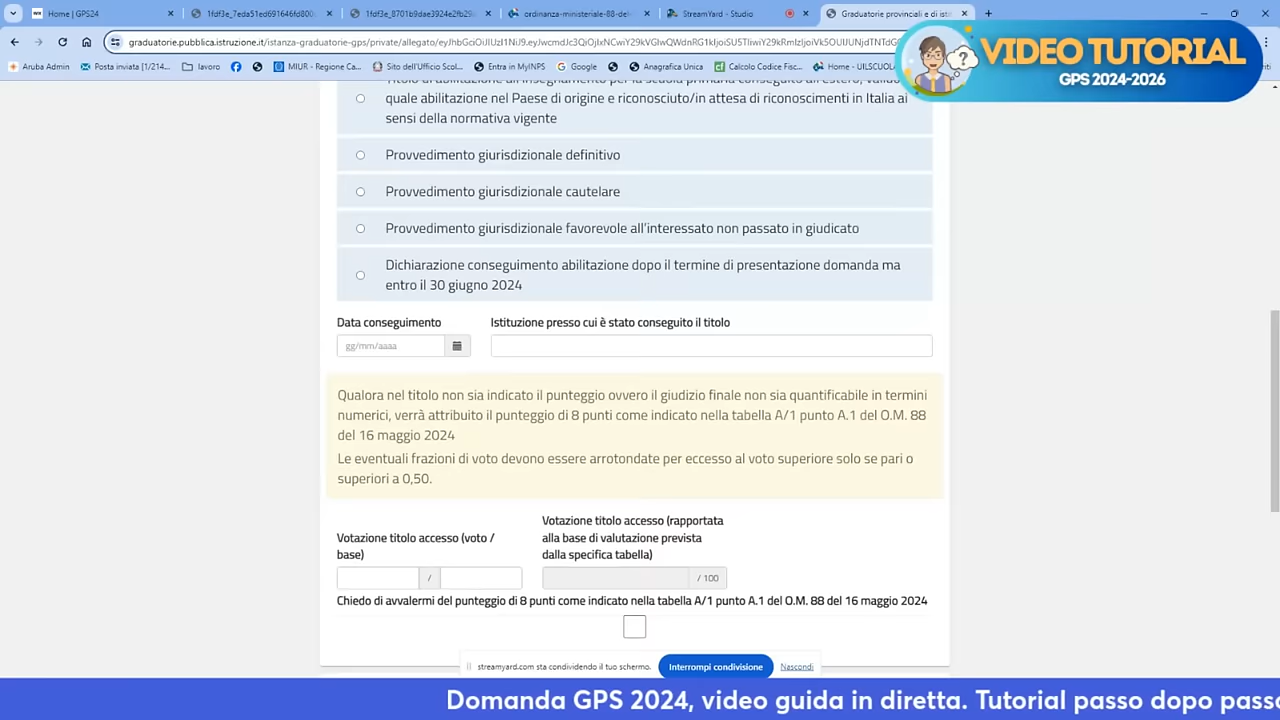 Home | GPS24
1fdf3e_7eda51ed691646fd800
1fdf3e_8701b9dae3924e2fb29
ordinanza-ministeriale-88-del
StreamYard - Studio
Graduatorie provinciali e di ist
Aruba Admin
Posta inviata [1/214...
lavoro
MIUR - Regione Ca...
Sito dell'Ufficio Scol...
Entra in MyINPS
Google
Anagrafica Unica
Calcolo Codice Fisc...
Home - UILSCUOL
VIDEO TUTORIAL
GPS 2024-2026
quale abilitazione nel Paese di origine e riconosciuto/in attesa di riconoscimenti in Italia ai
sensi della normativa vigente
Provvedimento giurisdizionale definitivo
Provvedimento giurisdizionale cautelare
Provvedimento giurisdizionale favorevole all'interessato non passato in giudicato
Dichiarazione conseguimento abilitazione dopo il termine di presentazione domanda ma
entro il 30 giugno 2024
Data conseguimento
Istituzione presso cui è stato conseguito il titolo
gg/mm/aaaa
Qualora nel titolo non sia indicato il punteggio ovvero il giudizio finale non sia quantificabile in termini
numerici, verrà attribuito il punteggio di 8 punti come indicato nella tabella A/1 punto A.1 del O.M. 88
del 16 maggio 2024
Le eventuali frazioni di voto devono essere arrotondate per eccesso al voto superiore solo se pari o
superiori a 0,50.
Votazione titolo accesso (voto /
base)
Votazione titolo accesso (rapportata
alla base di valutazione prevista
dalla specifica tabella)
/
/ 100
Chiedo di avvalermi del punteggio di 8 punti come indicato nella tabella A/1 punto A.1 del O.M. 88 del 16 maggio 2024
streamyard.com sta condividendo il tuo schermo.
Interrompi condivisione
Nascondi
Domanda GPS 2024, video guida in diretta. Tutorial passo dopo passo